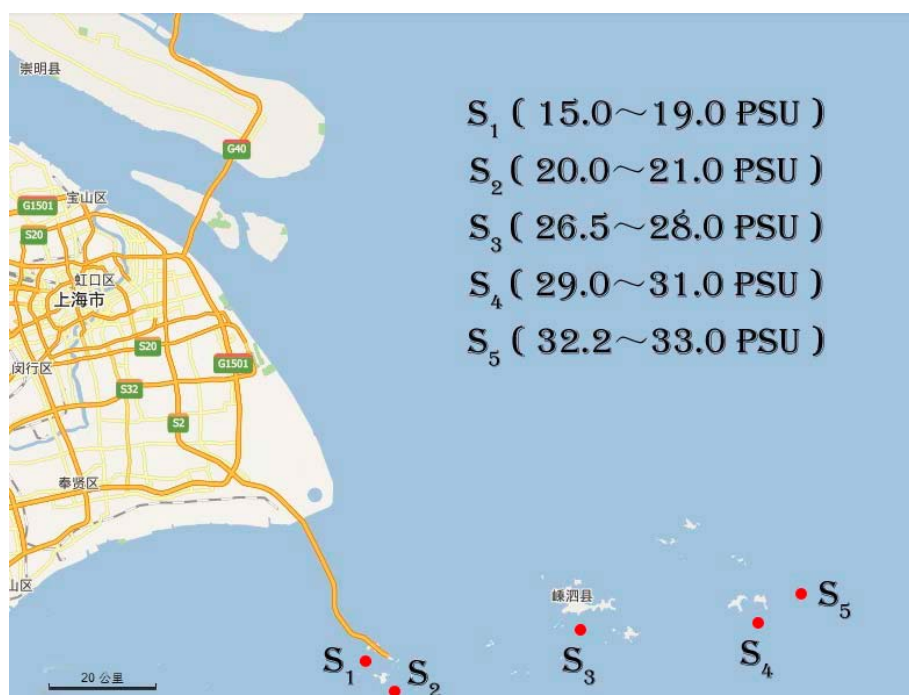 崇明县
G40
宝山区
G1501
S20
虹口区
上海市
闵行区
S20
G1501
S32
S2
奉贤区
山区
20 公里
嵊泗县
S₁ ( 15.0～19.0 PSU )
S₂ ( 20.0～21.0 PSU )
S₃ ( 26.5～28.0 PSU )
S₄ ( 29.0～31.0 PSU )
S₅ ( 32.2～33.0 PSU )
S₁
S₂
S₃
S₄
S₅